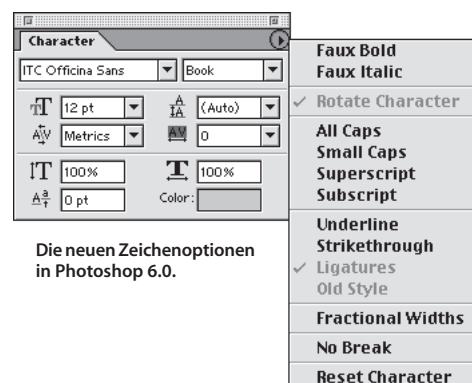 Character
ITC Officina Sans Book
12 pt (Auto)
Metrics 0
100% 100%
0 pt Color:
Die neuen Zeichenoptionen
in Photoshop 6.0.
Faux Bold
Faux Italic
✓ Rotate Character
All Caps
Small Caps
Superscript
Subscript
Underline
Strikethrough
✓ Ligatures
Old Style
Fractional Widths
No Break
Reset Character